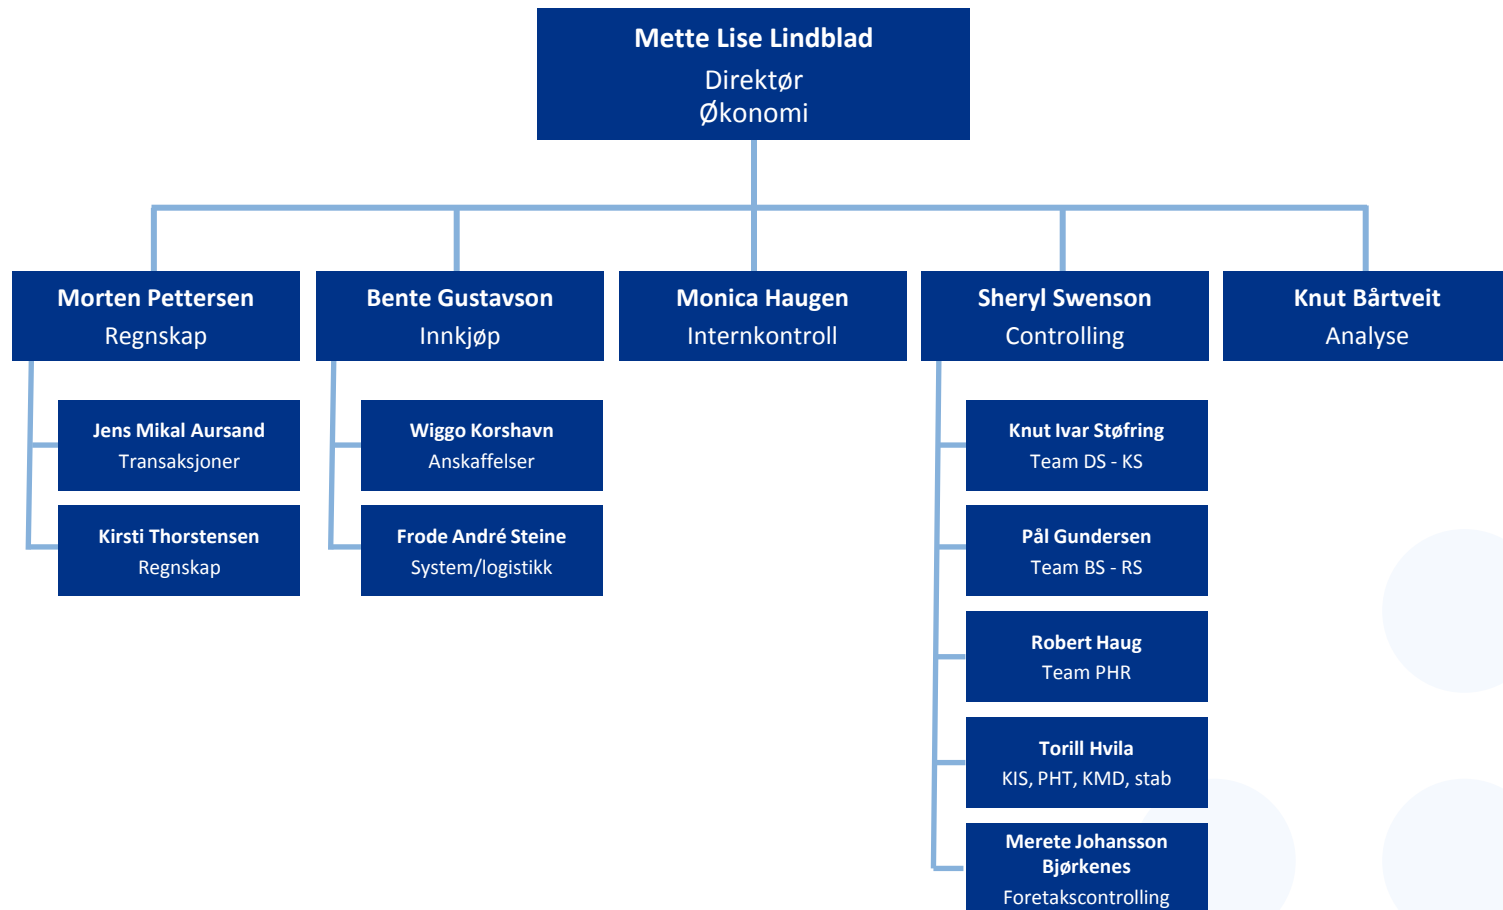 Mette Lise Lindblad
Direktør
Økonomi
Morten Pettersen
Regnskap
Bente Gustavson
Innkjøp
Monica Haugen
Internkontroll
Sheryl Swenson
Controlling
Knut Bårtveit
Analyse
Jens Mikal Aursand
Transaksjoner
Kirsti Thorstensen
Regnskap
Wiggo Korshavn
Anskaffelser
Frode André Steine
System/logistikk
Knut Ivar Støfring
Team DS - KS
Pål Gundersen
Team BS - RS
Robert Haug
Team PHR
Torill Hvila
KIS, PHT, KMD, stab
Merete Johansson
Bjørkenes
Foretakscontrolling